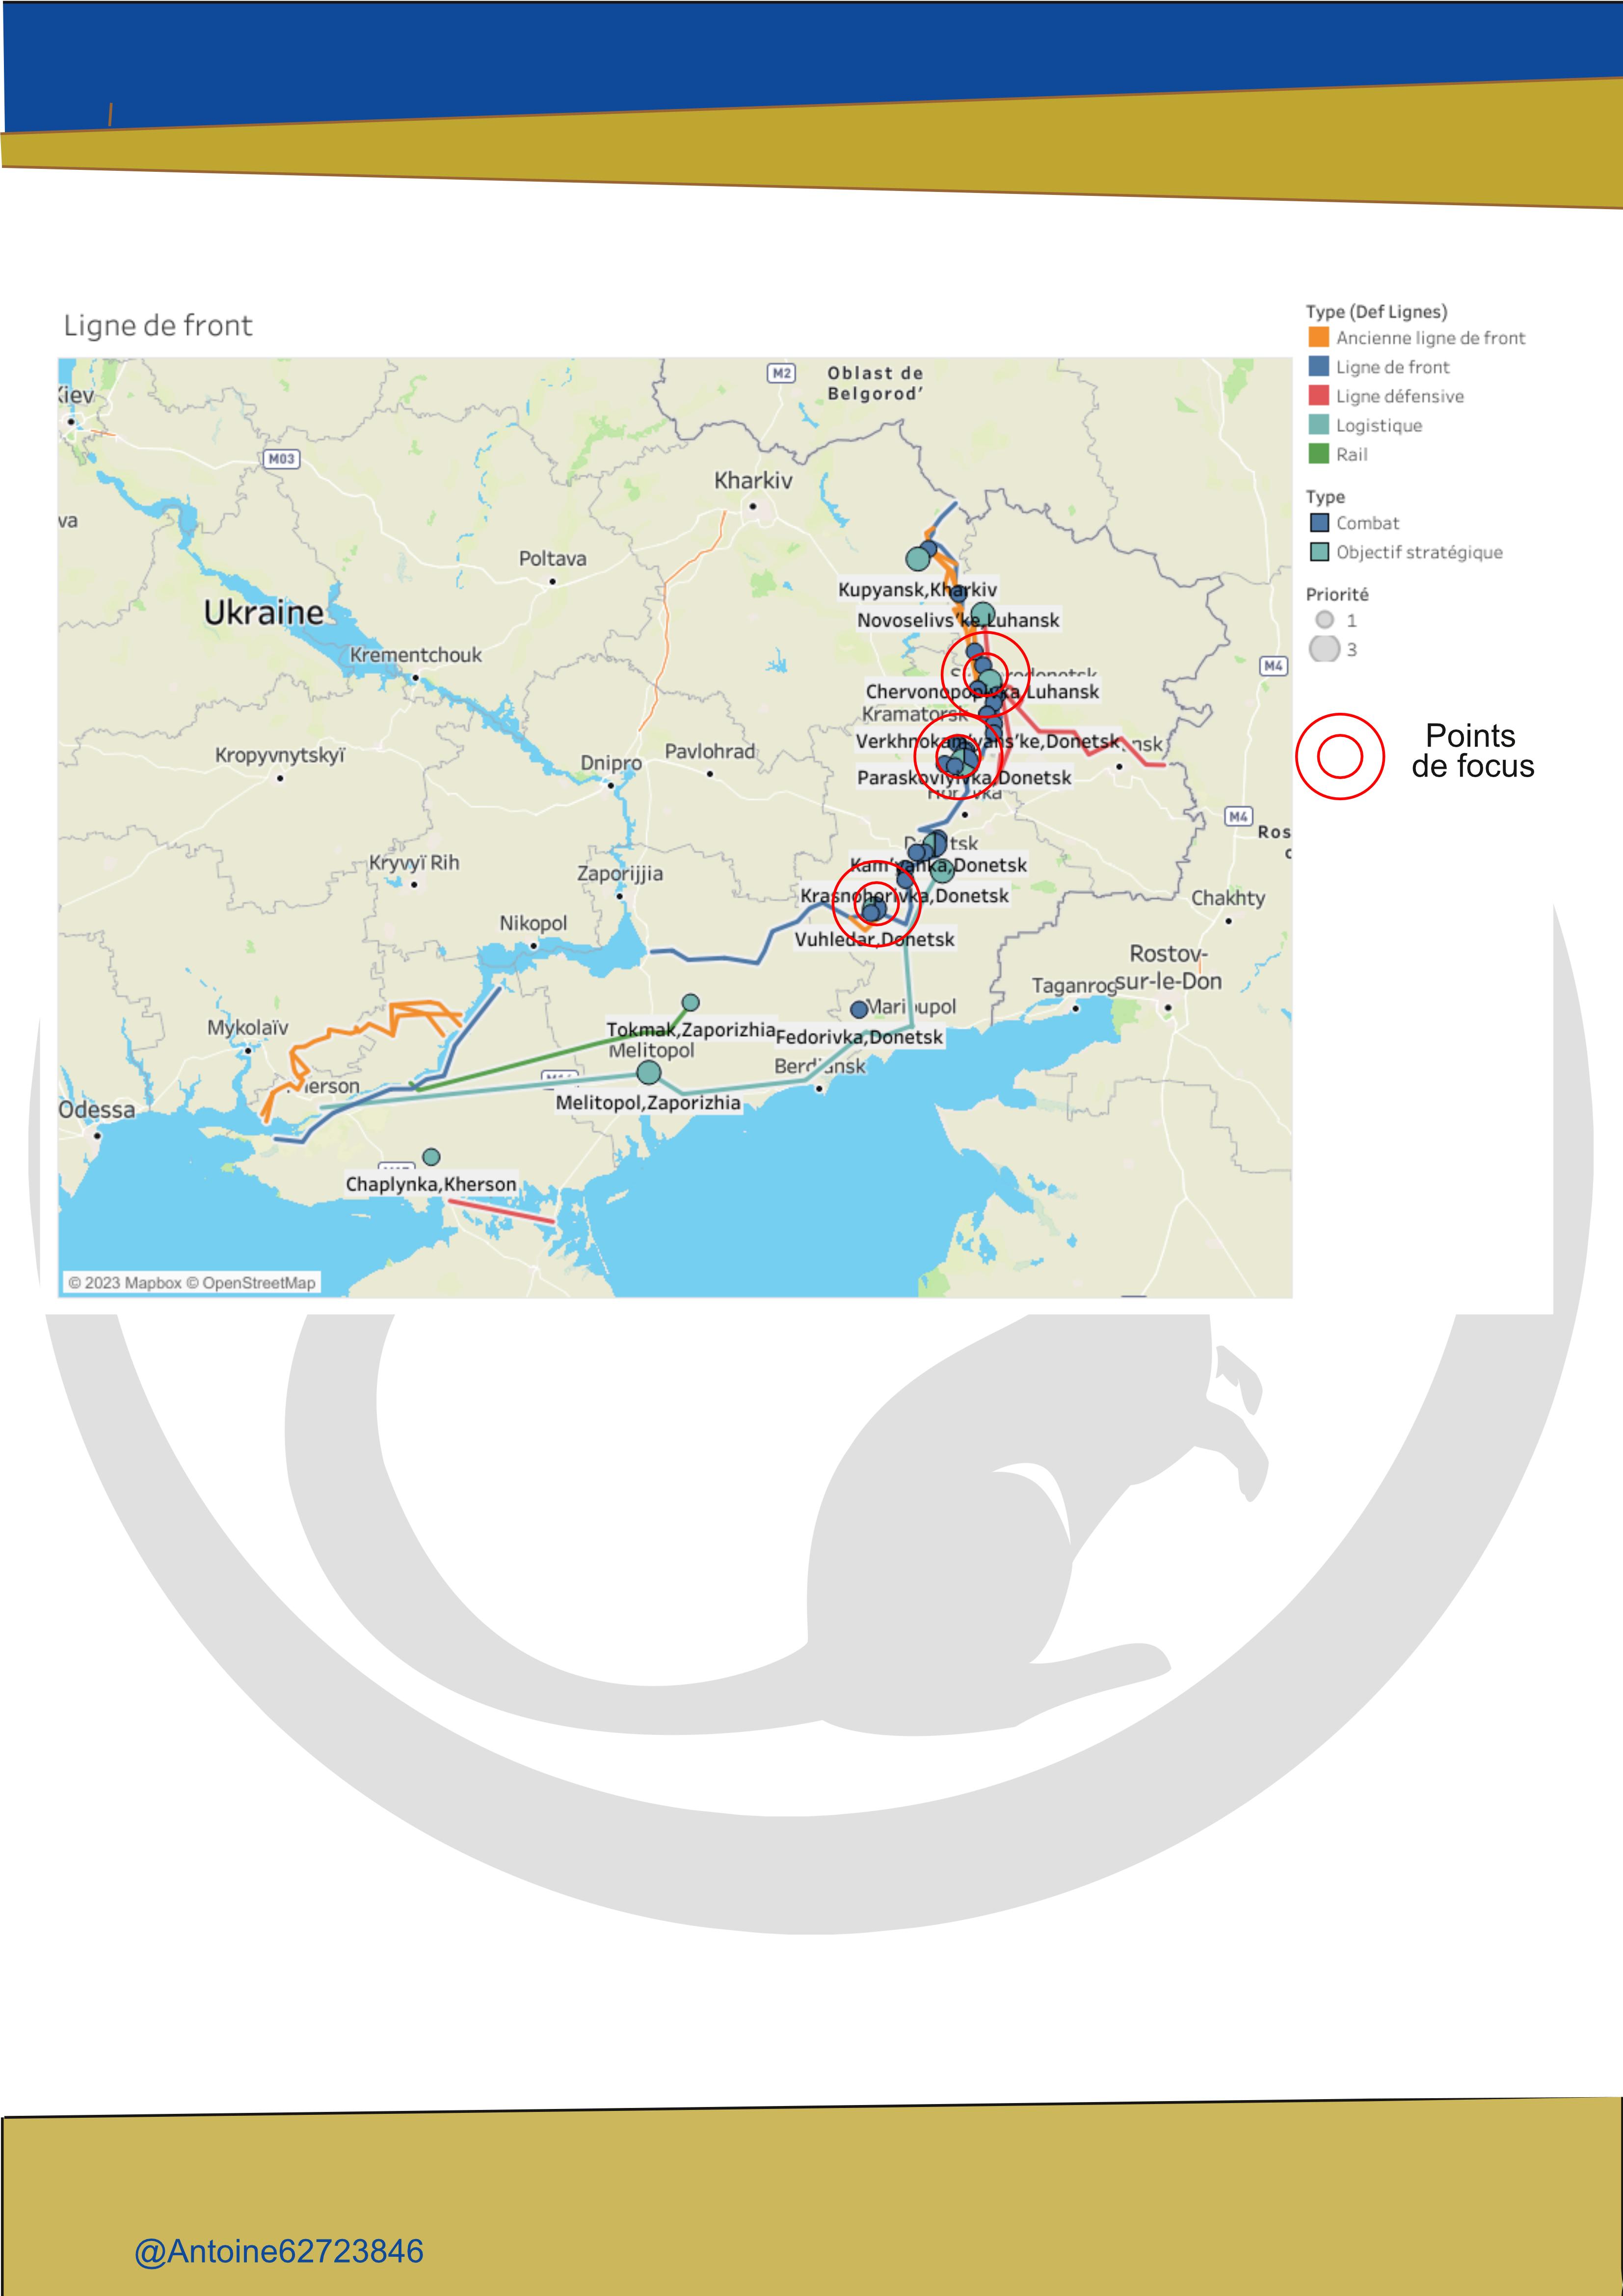 Ligne de front
Kiev
M03
M2
Oblast de
Belgorod'
va
Kharkiv
Poltava
Ukraine
Kupyansk,Kharkiv
Novoselivs'ke,Luhansk
Krementchouk
M4
Chervonopopivka,Luhansk
Kramatorsk
Verkhnokam'yans'ke,Donetsk
nsk
Kropyvnytskyï
Dnipro
Pavlohrad
Paraskoviyivka,Donetsk
M4
Ros
Kryvyï Rih
Zaporijjia
Kam'yanka,Donetsk
Krasnohorivka,Donetsk
Chakhty
Nikopol
Vuhledar,Donetsk
Rostov-
sur-le-Don
Taganrog
Marioupol
Mykolaïv
Tokmak,Zaporizhia
Fedorivka,Donetsk
Melitopol
Berdiansk
herson
Odessa
Melitopol,Zaporizhia
Chaplynka,Kherson
© 2023 Mapbox © OpenStreetMap
Type (Def Lignes)
Ancienne ligne de front
Ligne de front
Ligne défensive
Logistique
Rail
Type
Combat
Objectif stratégique
Priorité
1
3
Points
de focus
@Antoine62723846